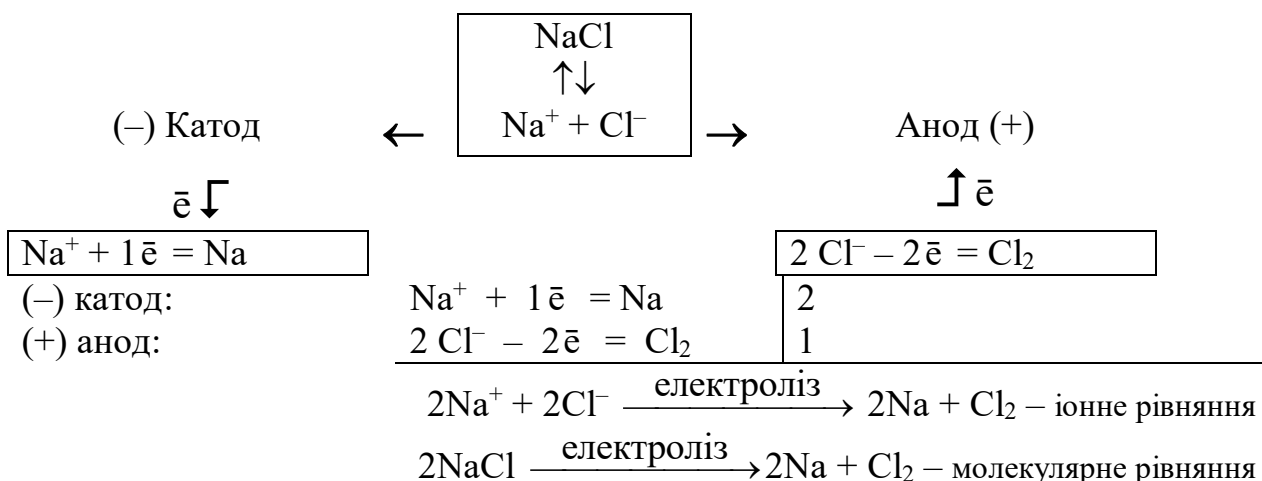 NaCl
↑↓
(–) Катод ← Na⁺ + Cl⁻ → Анод (+)
ē ē
Na⁺ + 1ē = Na 2 Cl⁻ – 2ē = Cl₂
(–) катод: Na⁺ + 1ē = Na 2
(+) анод: 2 Cl⁻ – 2ē = Cl₂ 1
електроліз
2Na⁺ + 2Cl⁻ → 2Na + Cl₂ – іонне рівняння
електроліз
2NaCl → 2Na + Cl₂ – молекулярне рівняння